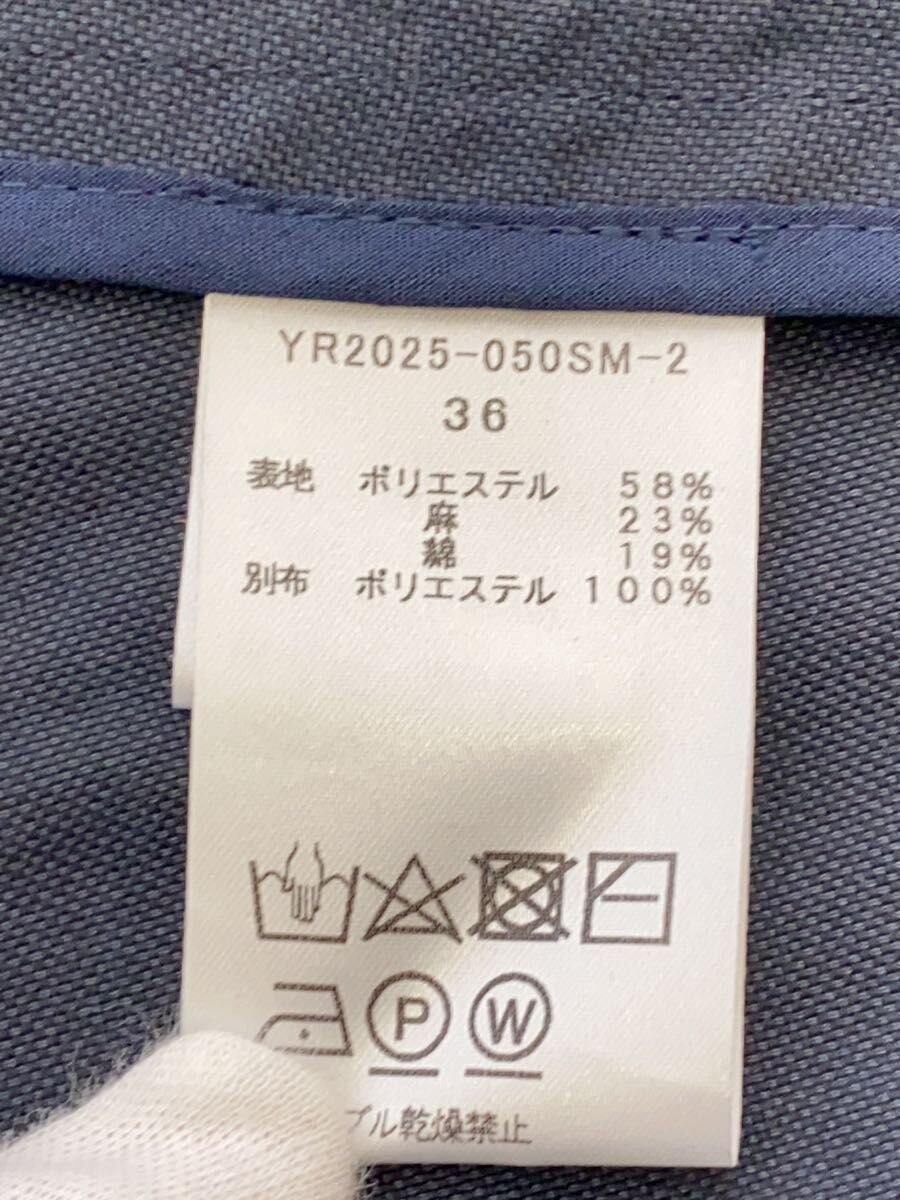 YR2025-050SM-2
36
表地 ポリエステル 58%
麻 23%
綿 19%
別布 ポリエステル 100%
P W
ブル乾燥禁止